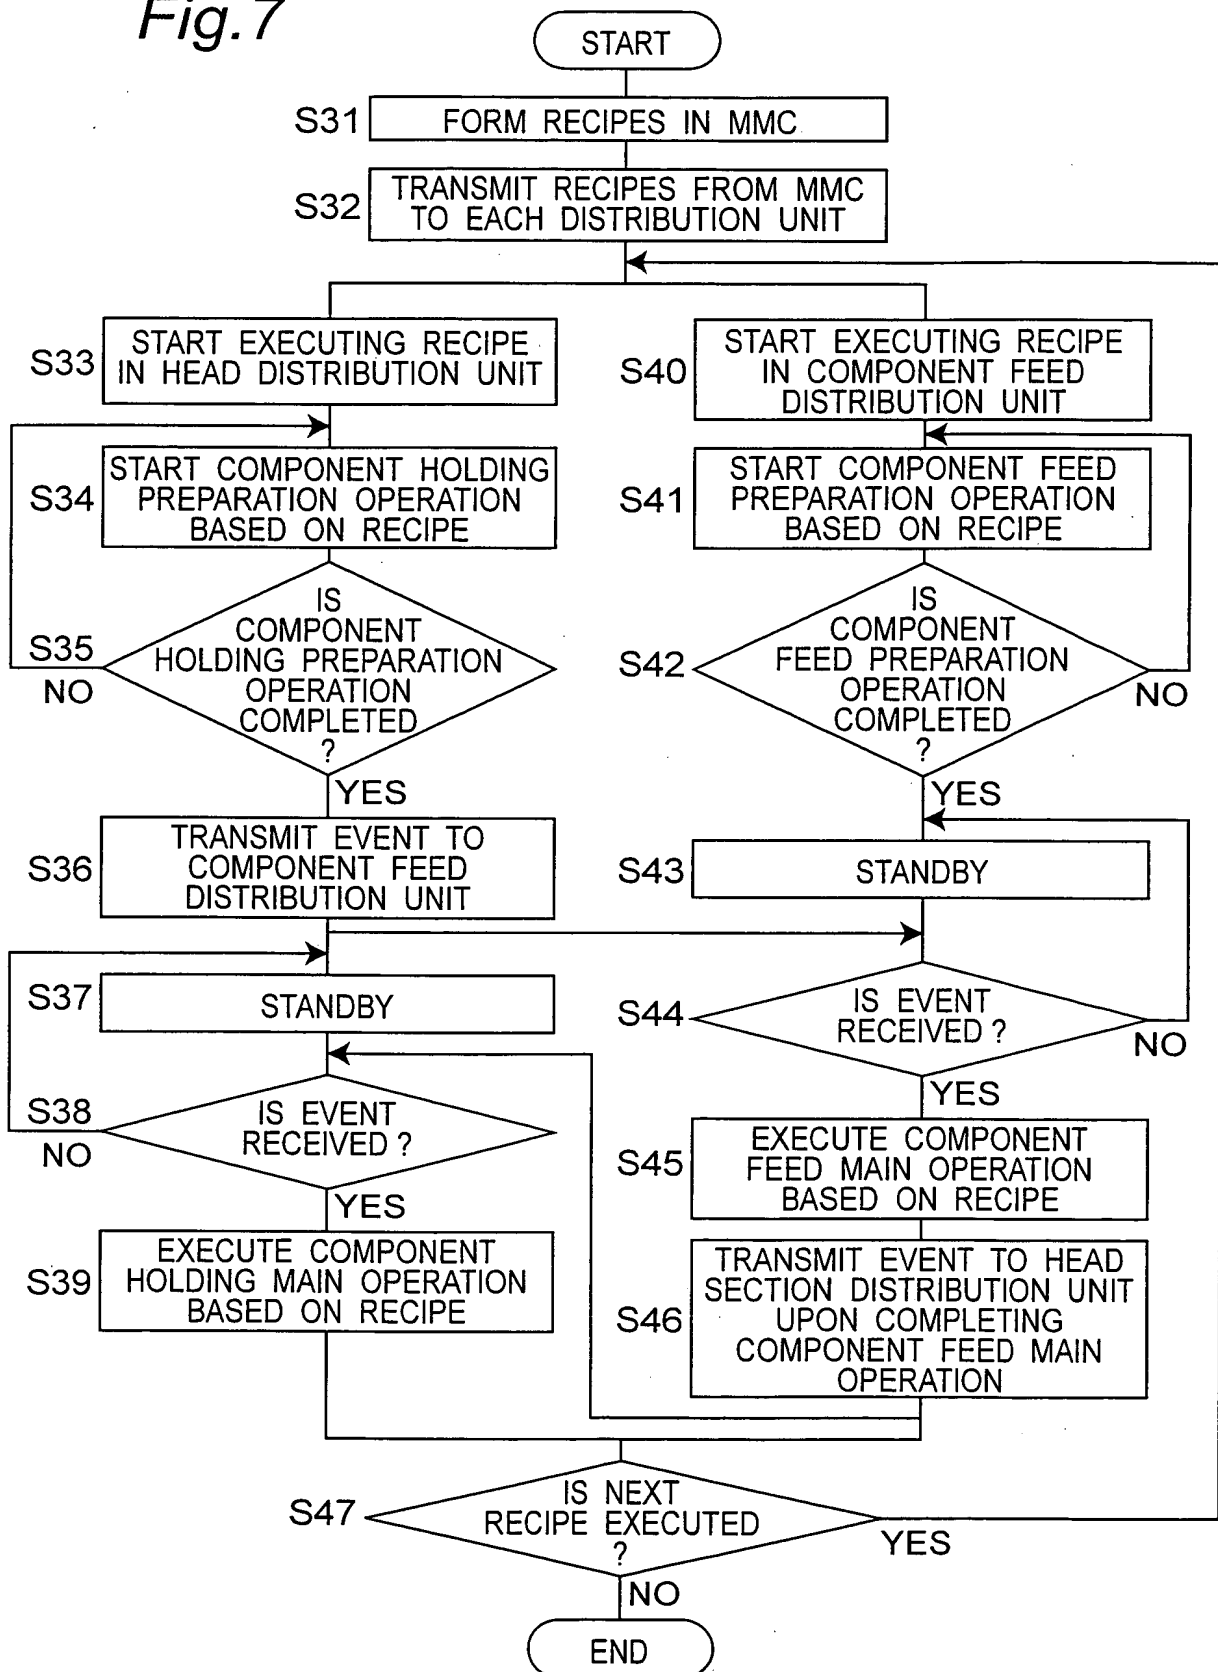 Fig.7
START
S31
FORM RECIPES IN MMC
S32
TRANSMIT RECIPES FROM MMC
TO EACH DISTRIBUTION UNIT
S33
START EXECUTING RECIPE
IN HEAD DISTRIBUTION UNIT
S34
START COMPONENT HOLDING
PREPARATION OPERATION
BASED ON RECIPE
S35
IS
COMPONENT
HOLDING PREPARATION
OPERATION
COMPLETED
?
NO
YES
S36
TRANSMIT EVENT TO
COMPONENT FEED
DISTRIBUTION UNIT
S37
STANDBY
S38
IS EVENT
RECEIVED ?
NO
YES
S39
EXECUTE COMPONENT
HOLDING MAIN OPERATION
BASED ON RECIPE
S40
START EXECUTING RECIPE
IN COMPONENT FEED
DISTRIBUTION UNIT
S41
START COMPONENT FEED
PREPARATION OPERATION
BASED ON RECIPE
S42
IS
COMPONENT
FEED PREPARATION
OPERATION
COMPLETED
?
NO
YES
S43
STANDBY
S44
IS EVENT
RECEIVED ?
NO
YES
S45
EXECUTE COMPONENT
FEED MAIN OPERATION
BASED ON RECIPE
S46
TRANSMIT EVENT TO HEAD
SECTION DISTRIBUTION UNIT
UPON COMPLETING
COMPONENT FEED MAIN
OPERATION
S47
IS NEXT
RECIPE EXECUTED
?
YES
NO
END